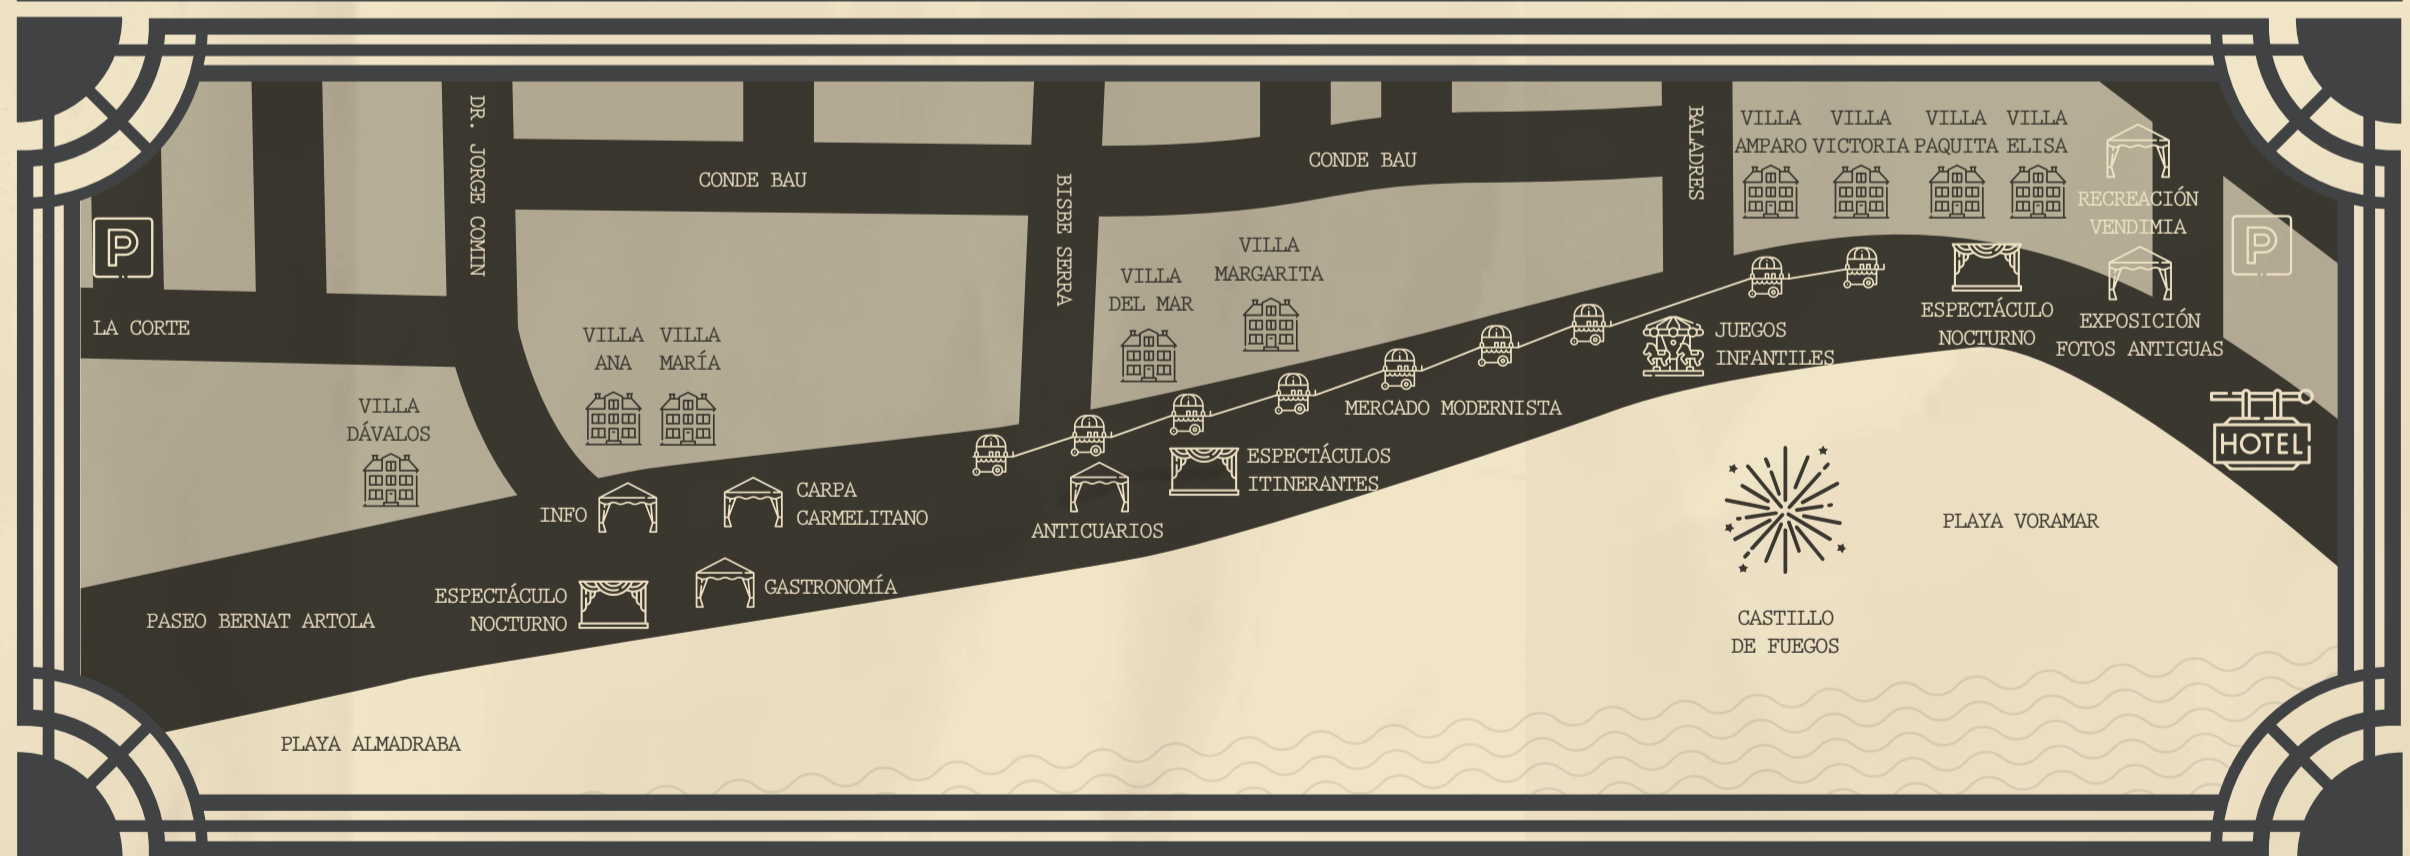 DR. JORGE COMIN
CONDE BAU
BISBE SERRA
CONDE BAU
BALADRES
VILLA
AMPARO
VILLA
VICTORIA
VILLA
PAQUITA
VILLA
ELISA
RECREACIÓN
VENDIMIA
P
P
LA CORTE
VILLA
DÁVALOS
VILLA
ANA
VILLA
MARÍA
VILLA
DEL MAR
VILLA
MARGARITA
ESPECTÁCULO
NOCTURNO
EXPOSICIÓN
FOTOS ANTIGUAS
JUEGOS
INFANTILES
MERCADO MODERNISTA
HOTEL
ESPECTÁCULOS
ITINERANTES
ANTICUARIOS
INFO
CARPA
CARMELITANO
GASTRONOMÍA
ESPECTÁCULO
NOCTURNO
PASEO BERNAT ARTOLA
PLAYA VORAMAR
CASTILLO
DE FUEGOS
PLAYA ALMADRABA